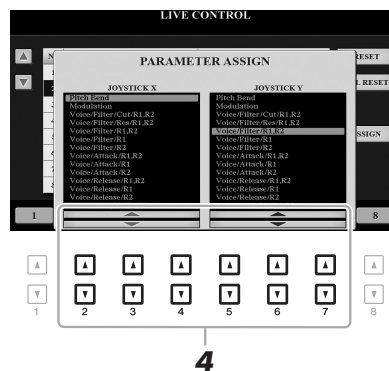 LIVE CONTROL
PARAMETER ASSIGN
JOYSTICK X
Pitch Bend
Modulation
Voice/Filter/Cut/R1,R2
Voice/Filter/Res/R1,R2
Voice/Filter/R1,R2
Voice/Filter/R1
Voice/Filter/R2
Voice/Attack/R1,R2
Voice/Attack/R1
Voice/Attack/R2
Voice/Release/R1,R2
Voice/Release/R1
Voice/Release/R2
JOYSTICK Y
Pitch Bend
Modulation
Voice/Filter/Cut/R1,R2
Voice/Filter/Res/R1,R2
Voice/Filter/R1,R2
Voice/Filter/R1
Voice/Filter/R2
Voice/Attack/R1,R2
Voice/Attack/R1
Voice/Attack/R2
Voice/Release/R1,R2
Voice/Release/R1
Voice/Release/R2
RESET
L RESET
SSIGN
1
8
1
2
3
4
5
6
7
8
4